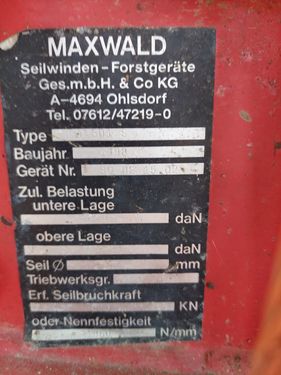 MAXWALD
Seilwinden - Forstgeräte
Ges.m.b.H. & Co KG
A-4694 Ohlsdorf
Tel. 07612/47219-0
Type
Baujahr
Gerät Nr.
Zul. Belastung
untere Lage
daN
obere Lage
daN
Seil Ø mm
Triebwerksgr.
Erf. Seilbruchkraft
KN
oder Nennfestigkeit
N/mm